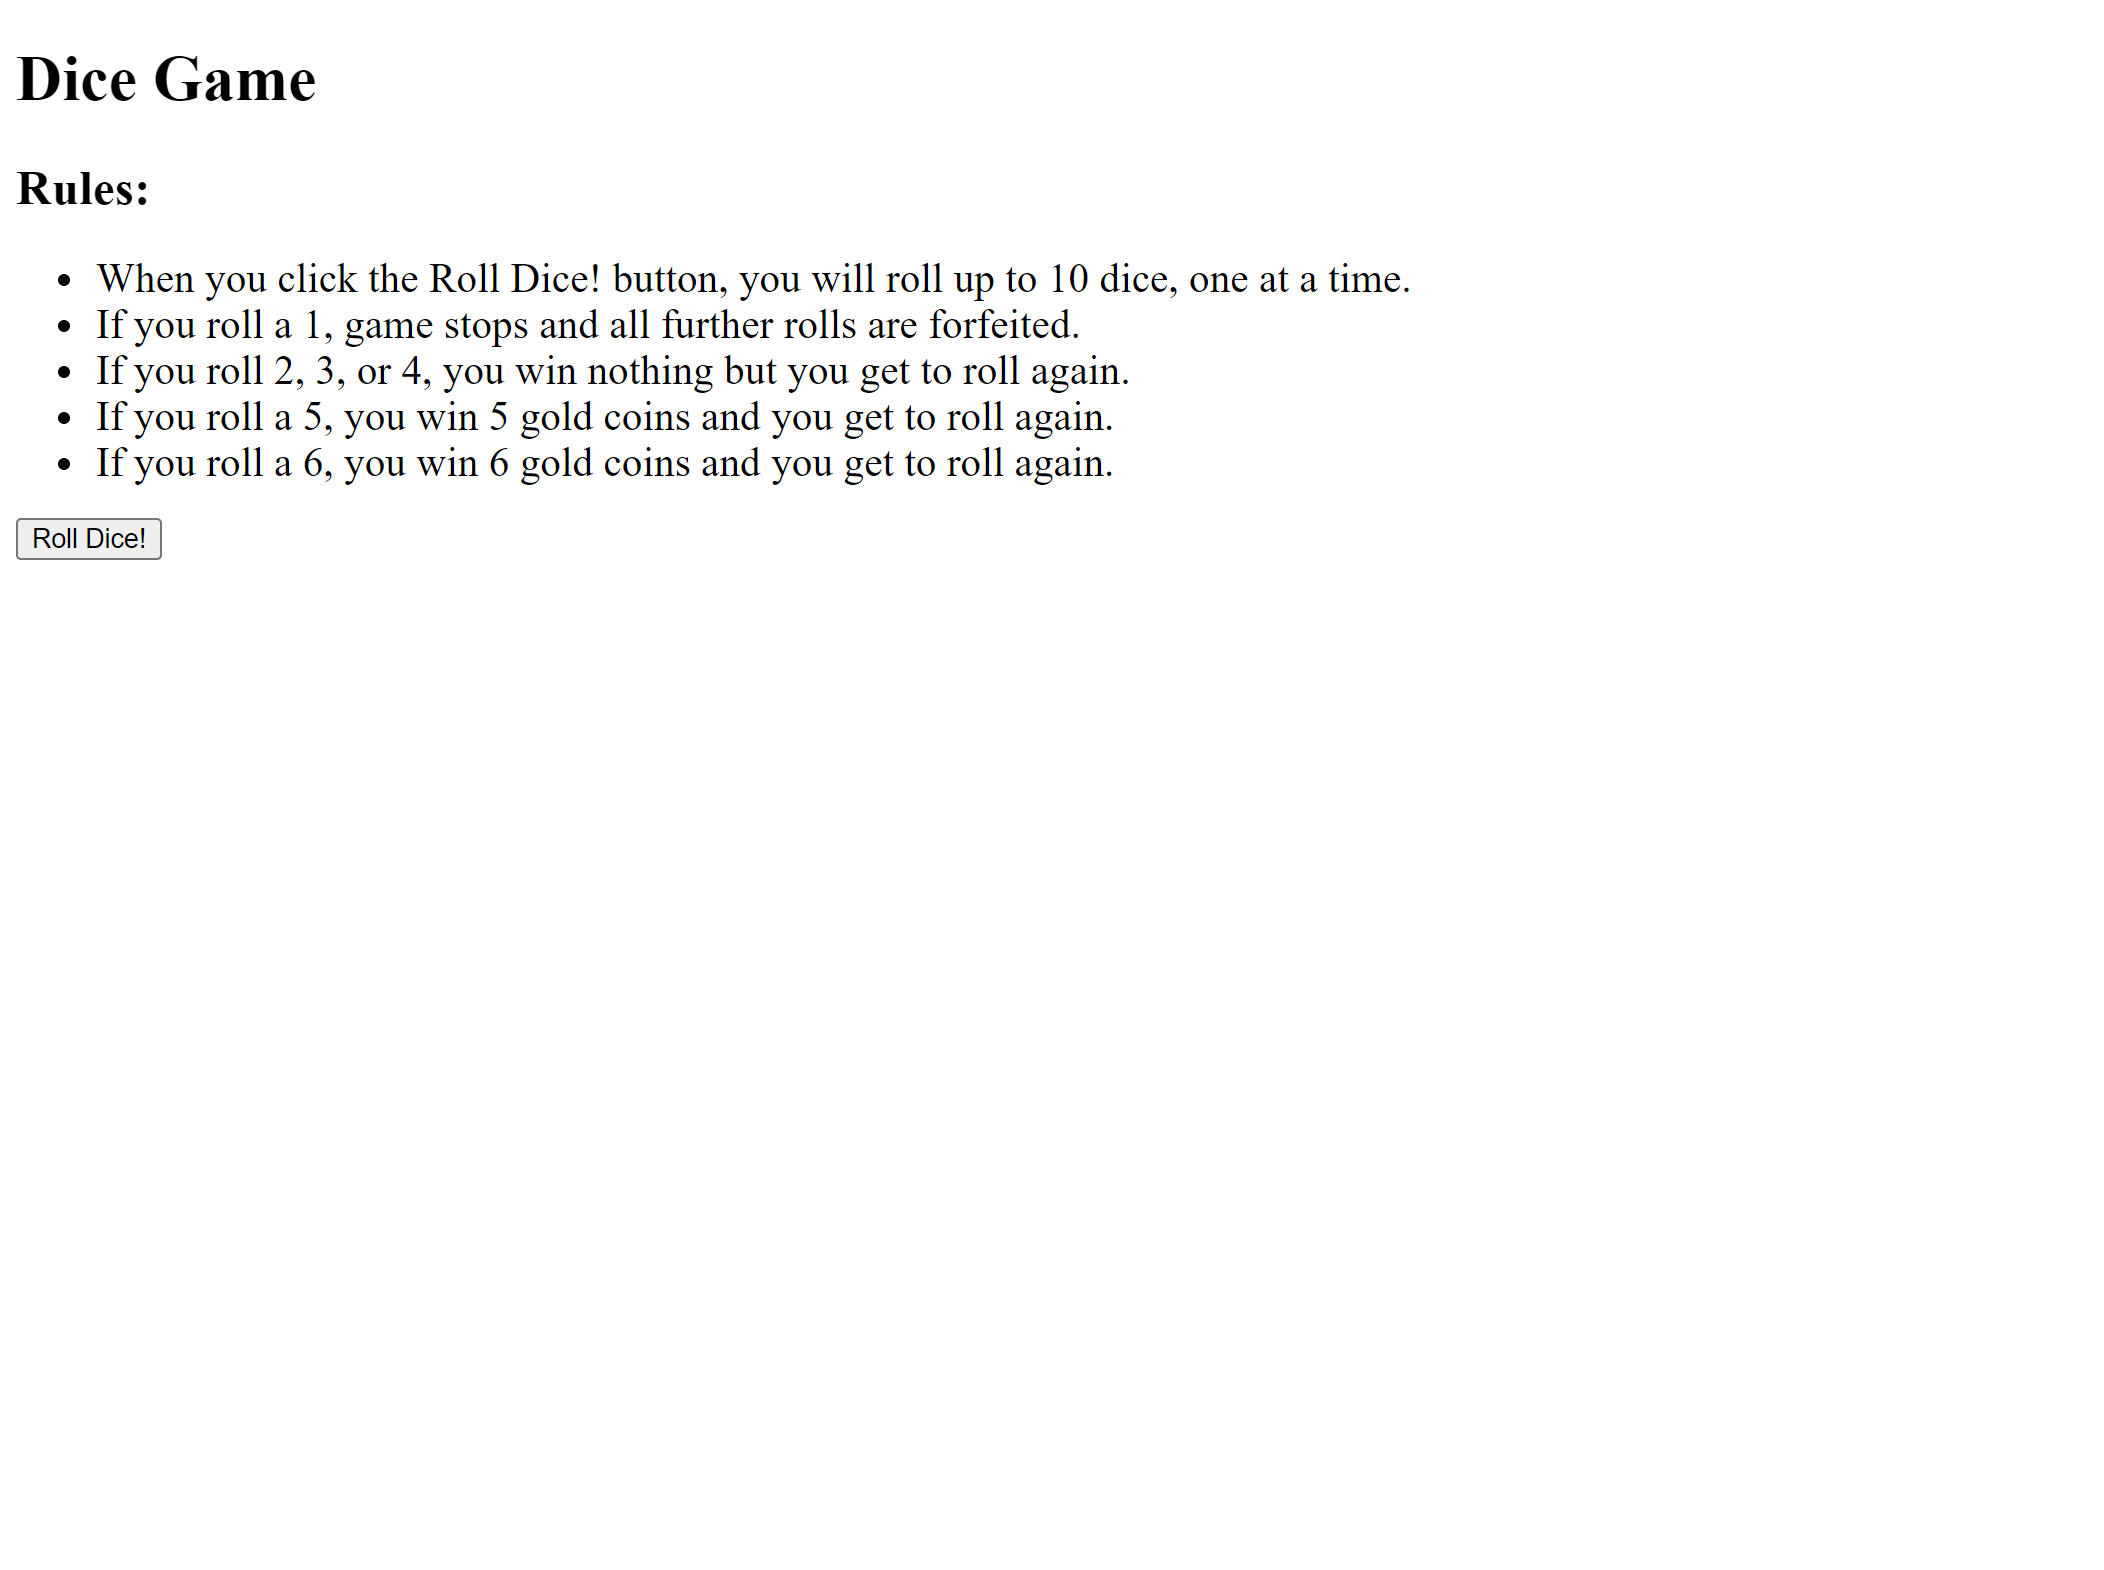 Dice Game
Rules:
When you click the Roll Dice! button, you will roll up to 10 dice, one at a time.
If you roll a 1, game stops and all further rolls are forfeited.
If you roll 2, 3, or 4, you win nothing but you get to roll again.
If you roll a 5, you win 5 gold coins and you get to roll again.
If you roll a 6, you win 6 gold coins and you get to roll again.
Roll Dice!